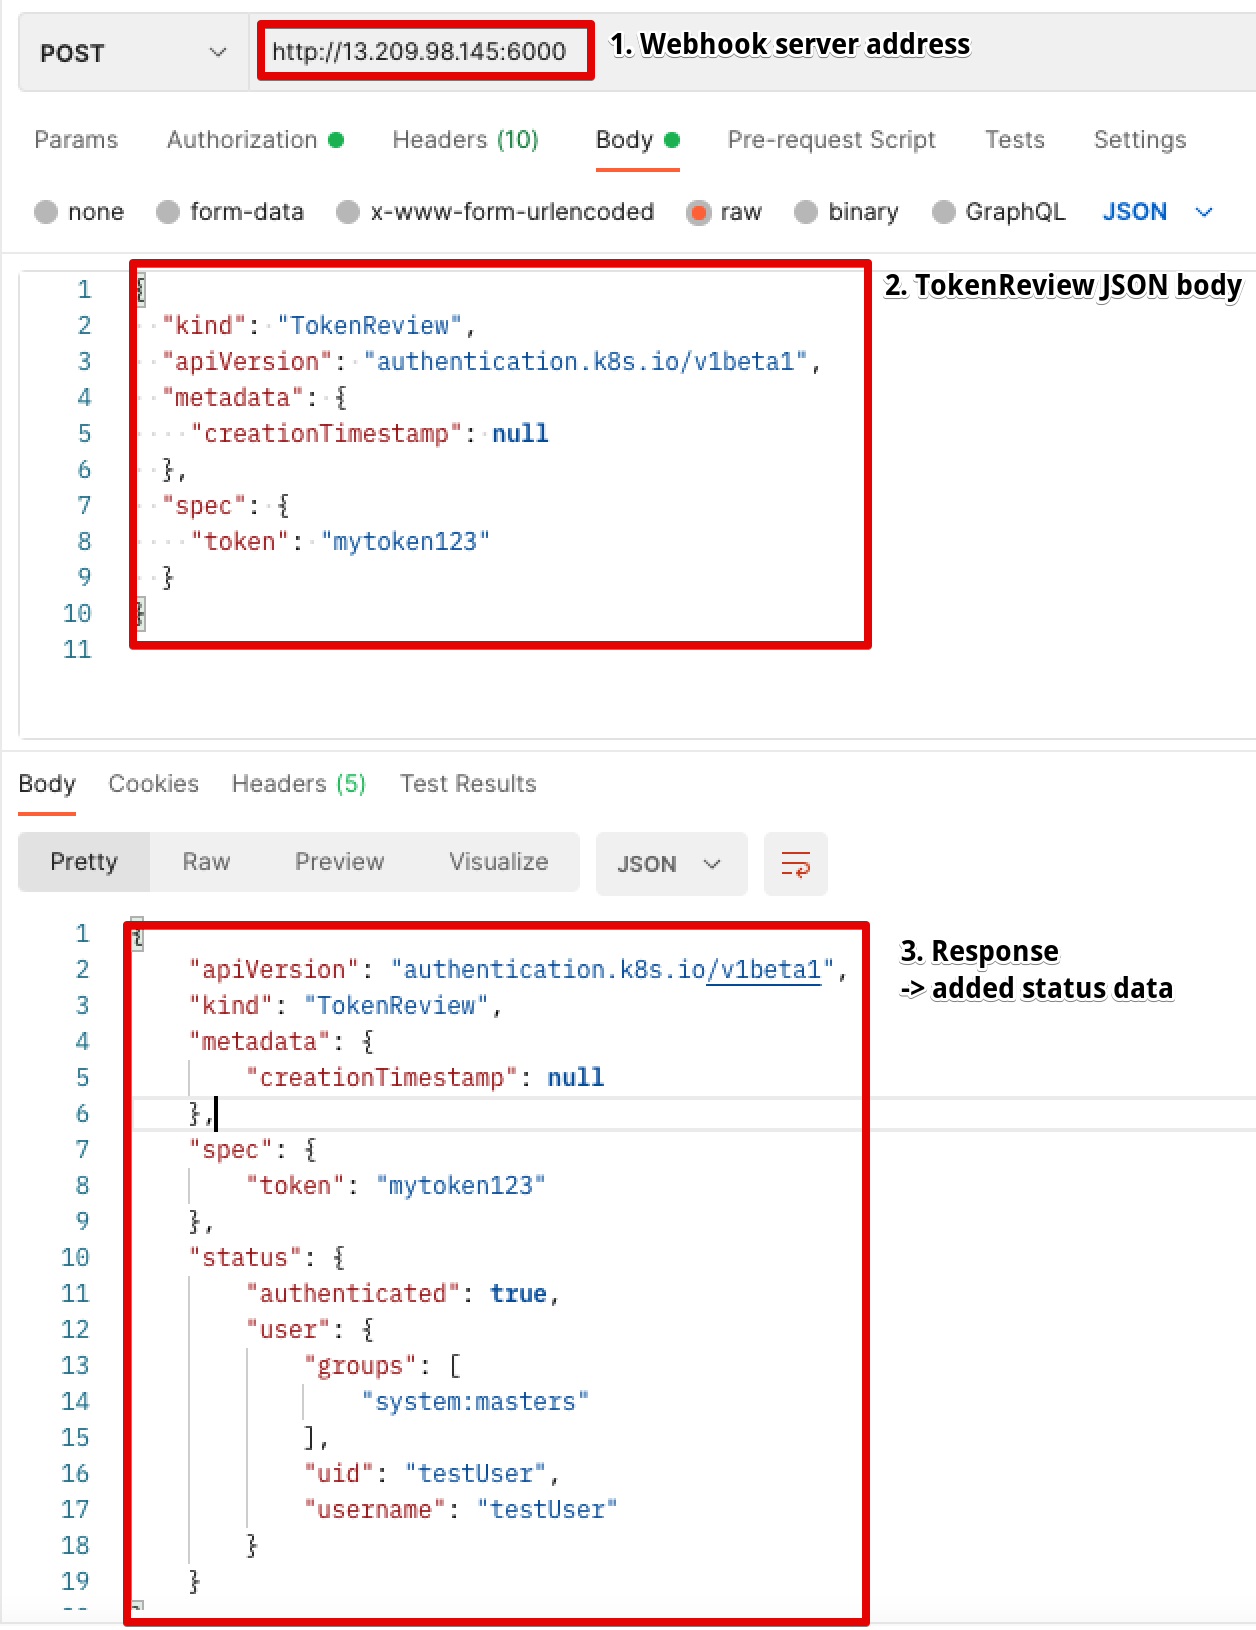 POST http://13.209.98.145:6000 1. Webhook server address
Params Authorization Headers (10) Body Pre-request Script Tests Settings
none form-data x-www-form-urlencoded raw binary GraphQL JSON
2. TokenReview JSON body
1 {
2 "kind": "TokenReview",
3 "apiVersion": "authentication.k8s.io/v1beta1",
4 "metadata": {
5 "creationTimestamp": null
6 },
7 "spec": {
8 "token": "mytoken123"
9 }
10 }
11
Body Cookies Headers (5) Test Results
Pretty Raw Preview Visualize JSON
3. Response
-> added status data
1 {
2 "apiVersion": "authentication.k8s.io/v1beta1",
3 "kind": "TokenReview",
4 "metadata": {
5 "creationTimestamp": null
6 },
7 "spec": {
8 "token": "mytoken123"
9 },
10 "status": {
11 "authenticated": true,
12 "user": {
13 "groups": [
14 "system:masters"
15 ],
16 "uid": "testUser",
17 "username": "testUser"
18 }
19 }